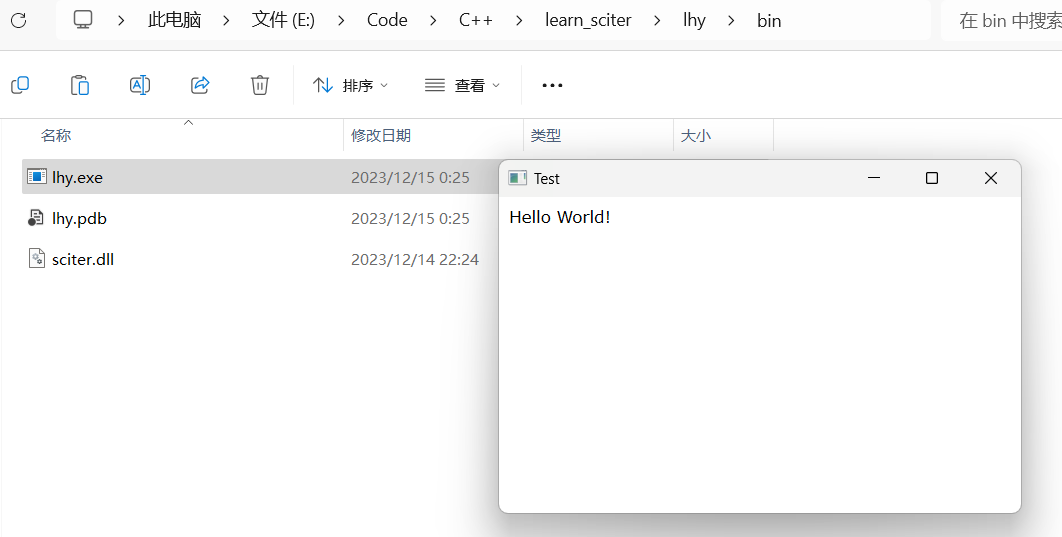 此电脑 > 文件 (E:) > Code > C++ > learn_sciter > lhy > bin 在 bin 中搜索
排序 查看
名称 修改日期 类型 大小
lhy.exe 2023/12/15 0:25
lhy.pdb 2023/12/15 0:25
sciter.dll 2023/12/14 22:24
Test
Hello World!